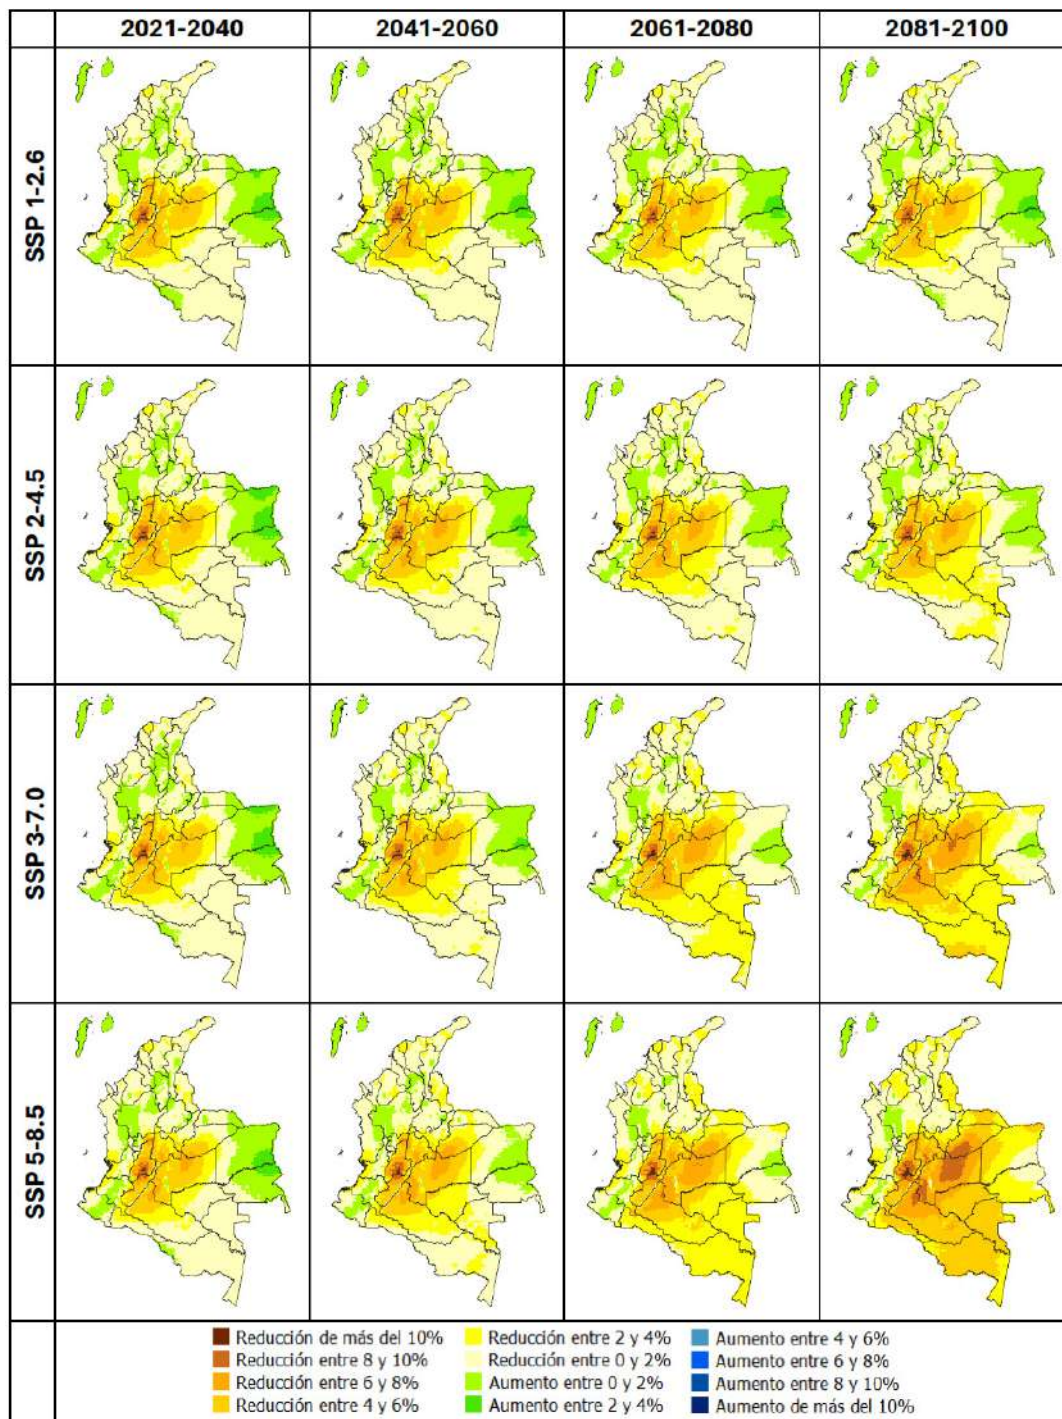 2021-2040 2041-2060 2061-2080 2081-2100
SSP 1-2.6
SSP 2-4.5
SSP 3-7.0
SSP 5-8.5
Reducción de más del 10% Reducción entre 2 y 4% Aumento entre 4 y 6%
Reducción entre 8 y 10% Reducción entre 0 y 2% Aumento entre 6 y 8%
Reducción entre 6 y 8% Aumento entre 0 y 2% Aumento entre 8 y 10%
Reducción entre 4 y 6% Aumento entre 2 y 4% Aumento de más del 10%